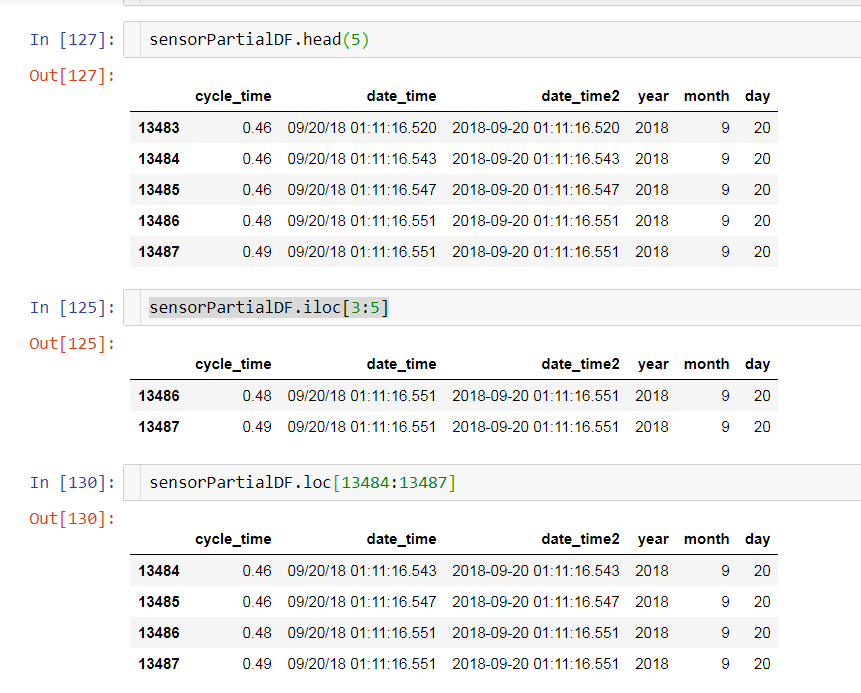 In [127]: sensorPartialDF.head(5)
Out[127]:
cycle_time date_time date_time2 year month day
13483 0.46 09/20/18 01:11:16.520 2018-09-20 01:11:16.520 2018 9 20
13484 0.46 09/20/18 01:11:16.543 2018-09-20 01:11:16.543 2018 9 20
13485 0.46 09/20/18 01:11:16.547 2018-09-20 01:11:16.547 2018 9 20
13486 0.48 09/20/18 01:11:16.551 2018-09-20 01:11:16.551 2018 9 20
13487 0.49 09/20/18 01:11:16.551 2018-09-20 01:11:16.551 2018 9 20
In [125]: sensorPartialDF.iloc[3:5]
Out[125]:
cycle_time date_time date_time2 year month day
13486 0.48 09/20/18 01:11:16.551 2018-09-20 01:11:16.551 2018 9 20
13487 0.49 09/20/18 01:11:16.551 2018-09-20 01:11:16.551 2018 9 20
In [130]: sensorPartialDF.loc[13484:13487]
Out[130]:
cycle_time date_time date_time2 year month day
13484 0.46 09/20/18 01:11:16.543 2018-09-20 01:11:16.543 2018 9 20
13485 0.46 09/20/18 01:11:16.547 2018-09-20 01:11:16.547 2018 9 20
13486 0.48 09/20/18 01:11:16.551 2018-09-20 01:11:16.551 2018 9 20
13487 0.49 09/20/18 01:11:16.551 2018-09-20 01:11:16.551 2018 9 20